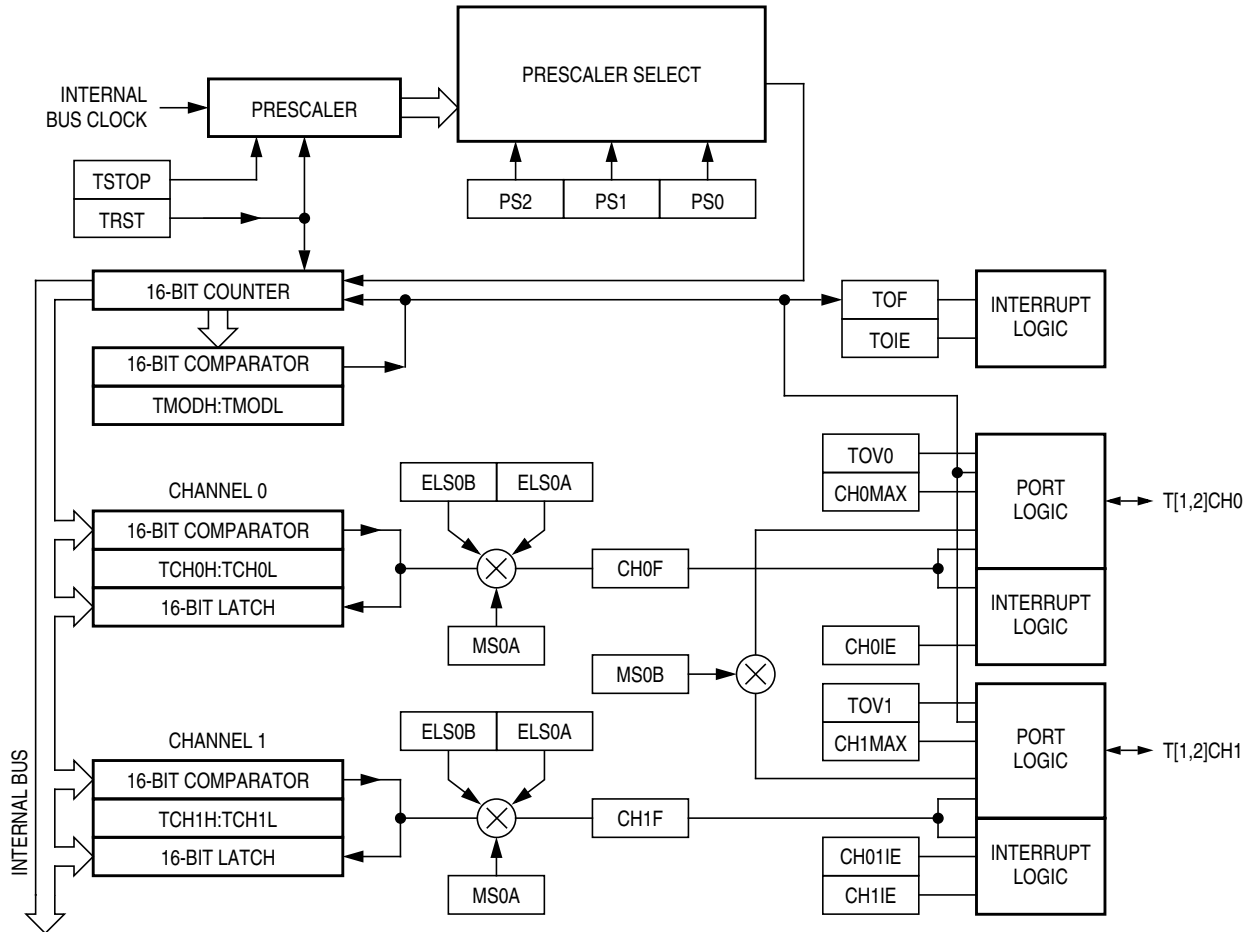 PRESCALER SELECT
INTERNAL
BUS CLOCK
PRESCALER
TSTOP
TRST
PS2
PS1
PS0
16-BIT COUNTER
16-BIT COMPARATOR
TMODH:TMODL
TOF
TOIE
INTERRUPT
LOGIC
CHANNEL 0
16-BIT COMPARATOR
TCH0H:TCH0L
16-BIT LATCH
ELS0B
ELS0A
MS0A
CH0F
TOV0
CH0MAX
PORT
LOGIC
T[1,2]CH0
INTERRUPT
LOGIC
CH0IE
MS0B
CHANNEL 1
16-BIT COMPARATOR
TCH1H:TCH1L
16-BIT LATCH
ELS0B
ELS0A
MS0A
CH1F
TOV1
CH1MAX
PORT
LOGIC
T[1,2]CH1
CH01IE
CH1IE
INTERRUPT
LOGIC
INTERNAL BUS